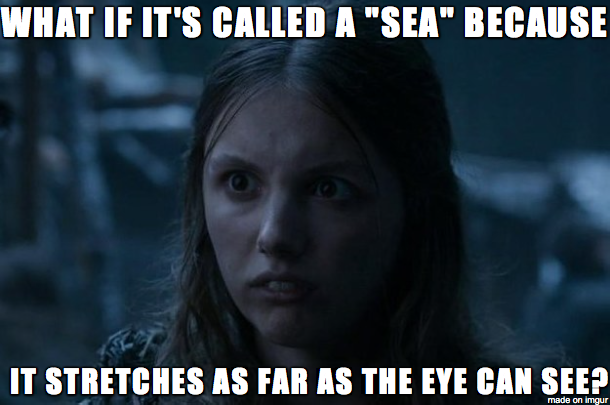 WHAT IF IT'S CALLED A "SEA" BECAUSE
IT STRETCHES AS FAR AS THE EYE CAN SEE?
made on imgur